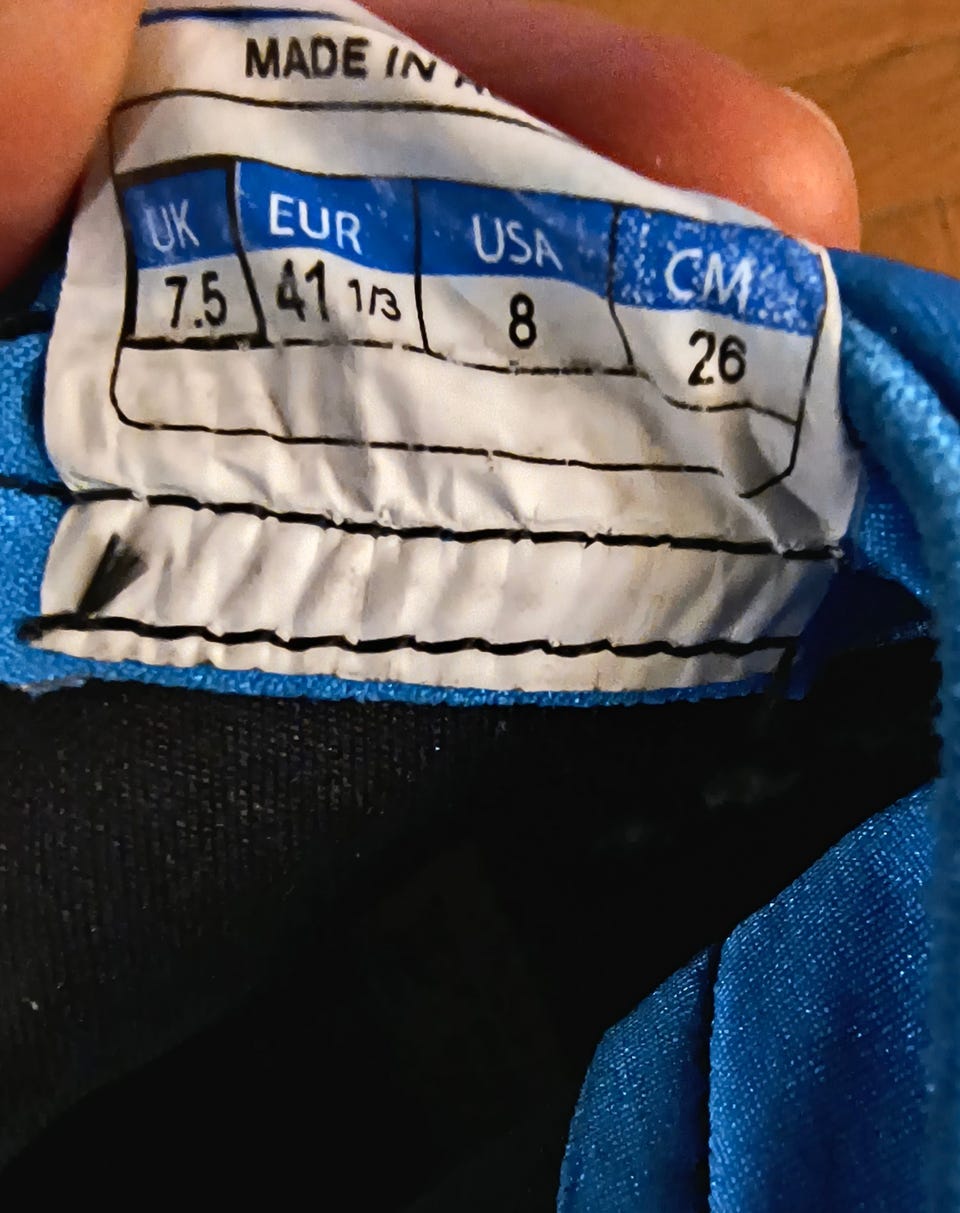 MADE IN
UK EUR USA CM
7.5 41 1/3 8 26